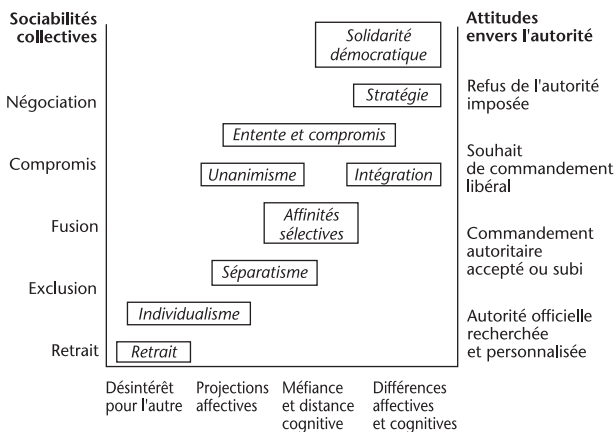 Sociabilités
collectives
Attitudes
envers l'autorité
Solidarité
démocratique
Négociation
Stratégie
Refus de l'autorité
imposée
Entente et compromis
Compromis
Unanimisme
Intégration
Souhait
de commandement
libéral
Fusion
Affinités
sélectives
Commandement
autoritaire
accepté ou subi
Séparatisme
Exclusion
Individualisme
Autorité officielle
recherchée
et personnalisée
Retrait
Retrait
Désintérêt
pour l'autre
Projections
affectives
Méfiance
et distance
cognitive
Différences
affectives
et cognitives